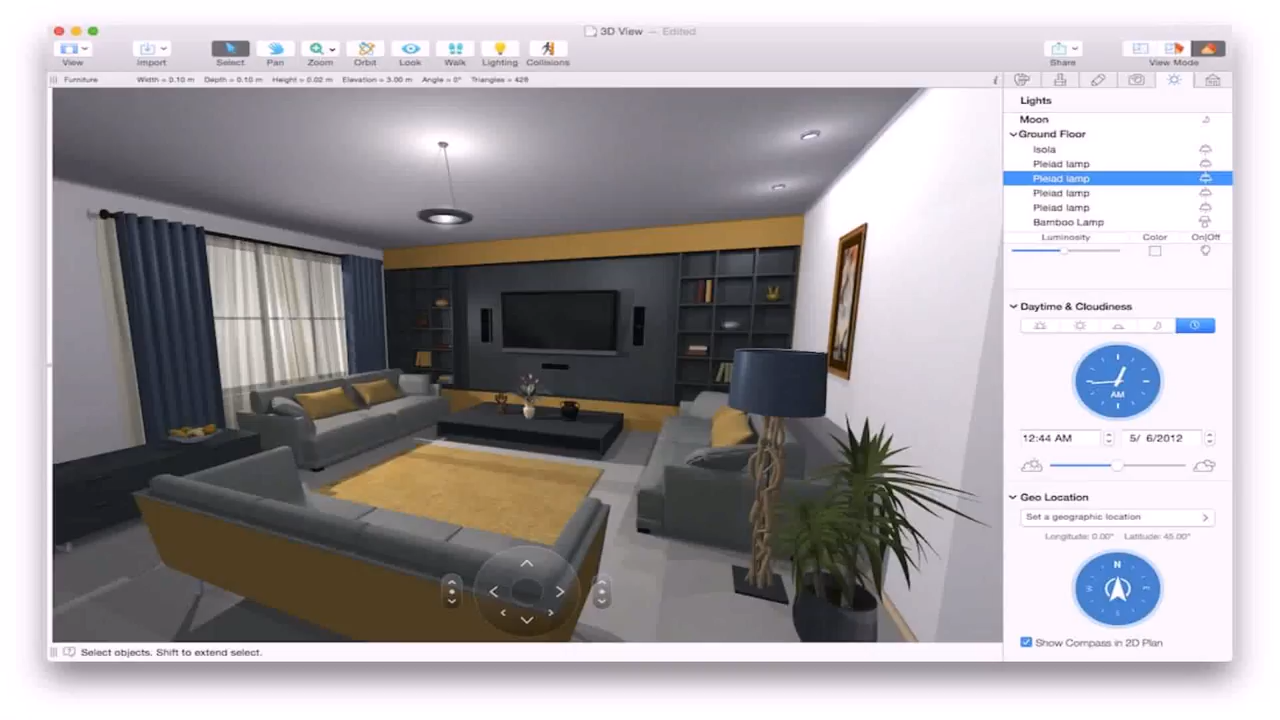 3D View — Edited
View Import Select Pan Zoom Orbit Look Walk Lighting Collisions Share View Mode
Furniture Width = 0.10 m Depth = 0.10 m Height = 0.02 m Elevation = 3.00 m Angle = 0° Triangles = 428
i
Lights
Moon
Ground Floor
Isola
Pleiad lamp
Pleiad lamp
Pleiad lamp
Pleiad lamp
Bamboo Lamp
Luminosity Color On|Off
Daytime & Cloudiness
AM
12:44 AM 5/ 6/2012
Geo Location
Set a geographic location
Longitude: 0.00° Latitude: 45.00°
N
W E
S
Show Compass in 2D Plan
Select objects. Shift to extend select.